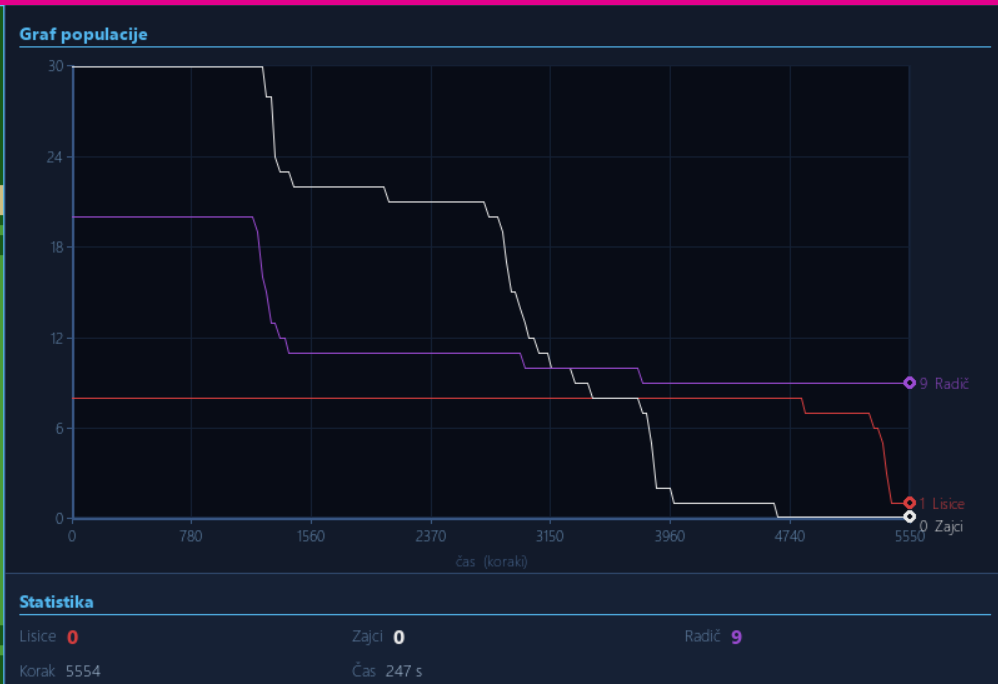 Graf populacije
30
24
18
12
6
0
9 Radič
1 Lisice
0 Zajci
0 780 1560 2370 3150 3960 4740 5550
čas (koraki)
Statistika
Lisice 0 Zajci 0 Radič 9
Korak 5554 Čas 247 s